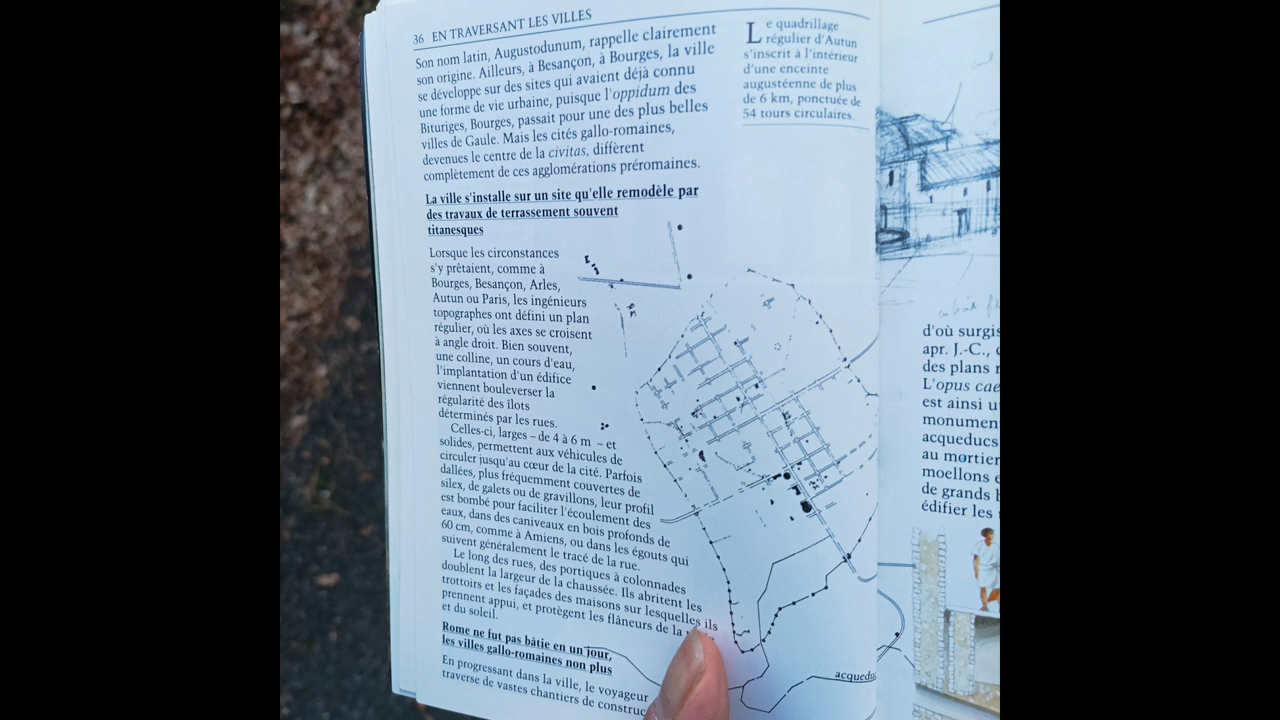 36 EN TRAVERSANT LES VILLES
Son nom latin, Augustodunum, rappelle clairement
son origine. Ailleurs, à Besançon, à Bourges, la ville
se développe sur des sites qui avaient déjà connu
une forme de vie urbaine, puisque l'oppidum des
Bituriges, Bourges, passait pour une des plus belles
villes de Gaule. Mais les cités gallo-romaines,
devenues le centre de la civitas, diffèrent
complètement de ces agglomérations préromaines.
La ville s'installe sur un site qu'elle remodèle par
des travaux de terrassement souvent
titanesques
Lorsque les circonstances
s'y prêtaient, comme à
Bourges, Besançon, Arles,
Autun ou Paris, les ingénieurs
topographes ont défini un plan
régulier, où les axes se croisent
à angle droit. Bien souvent,
une colline, un cours d'eau,
l'implantation d'un édifice
viennent bouleverser la
régularité des îlots
déterminés par les rues.
Celles-ci, larges – de 4 à 6 m – et
solides, permettent aux véhicules de
circuler jusqu'au cœur de la cité. Parfois
dallées, plus fréquemment couvertes de
silex, de galets ou de gravillons, leur profil
est bombé pour faciliter l'écoulement des
eaux, dans des caniveaux en bois profonds de
60 cm, comme à Amiens, ou dans les égouts qui
suivent généralement le tracé de la rue.
Le long des rues, des portiques à colonnades
doublent la largeur de la chaussée. Ils abritent les
trottoirs et les façades des maisons sur lesquelles ils
prennent appui, et protègent les flâneurs de la
et du soleil.
Rome ne fut pas bâtie en un jour,
les villes gallo-romaines non plus
En progressant dans la ville, le voyageur
traverse de vastes chantiers de construc
Le quadrillage
régulier d'Autun
s'inscrit à l'intérieur
d'une enceinte
augustéenne de plus
de 6 km, ponctuée de
54 tours circulaires.
acqueduc
d'où surgis
apr. J.-C.,
des plans
L'opus cae
est ainsi u
monumen
acqueducs
au mortier
moellons e
de grands
édifier les